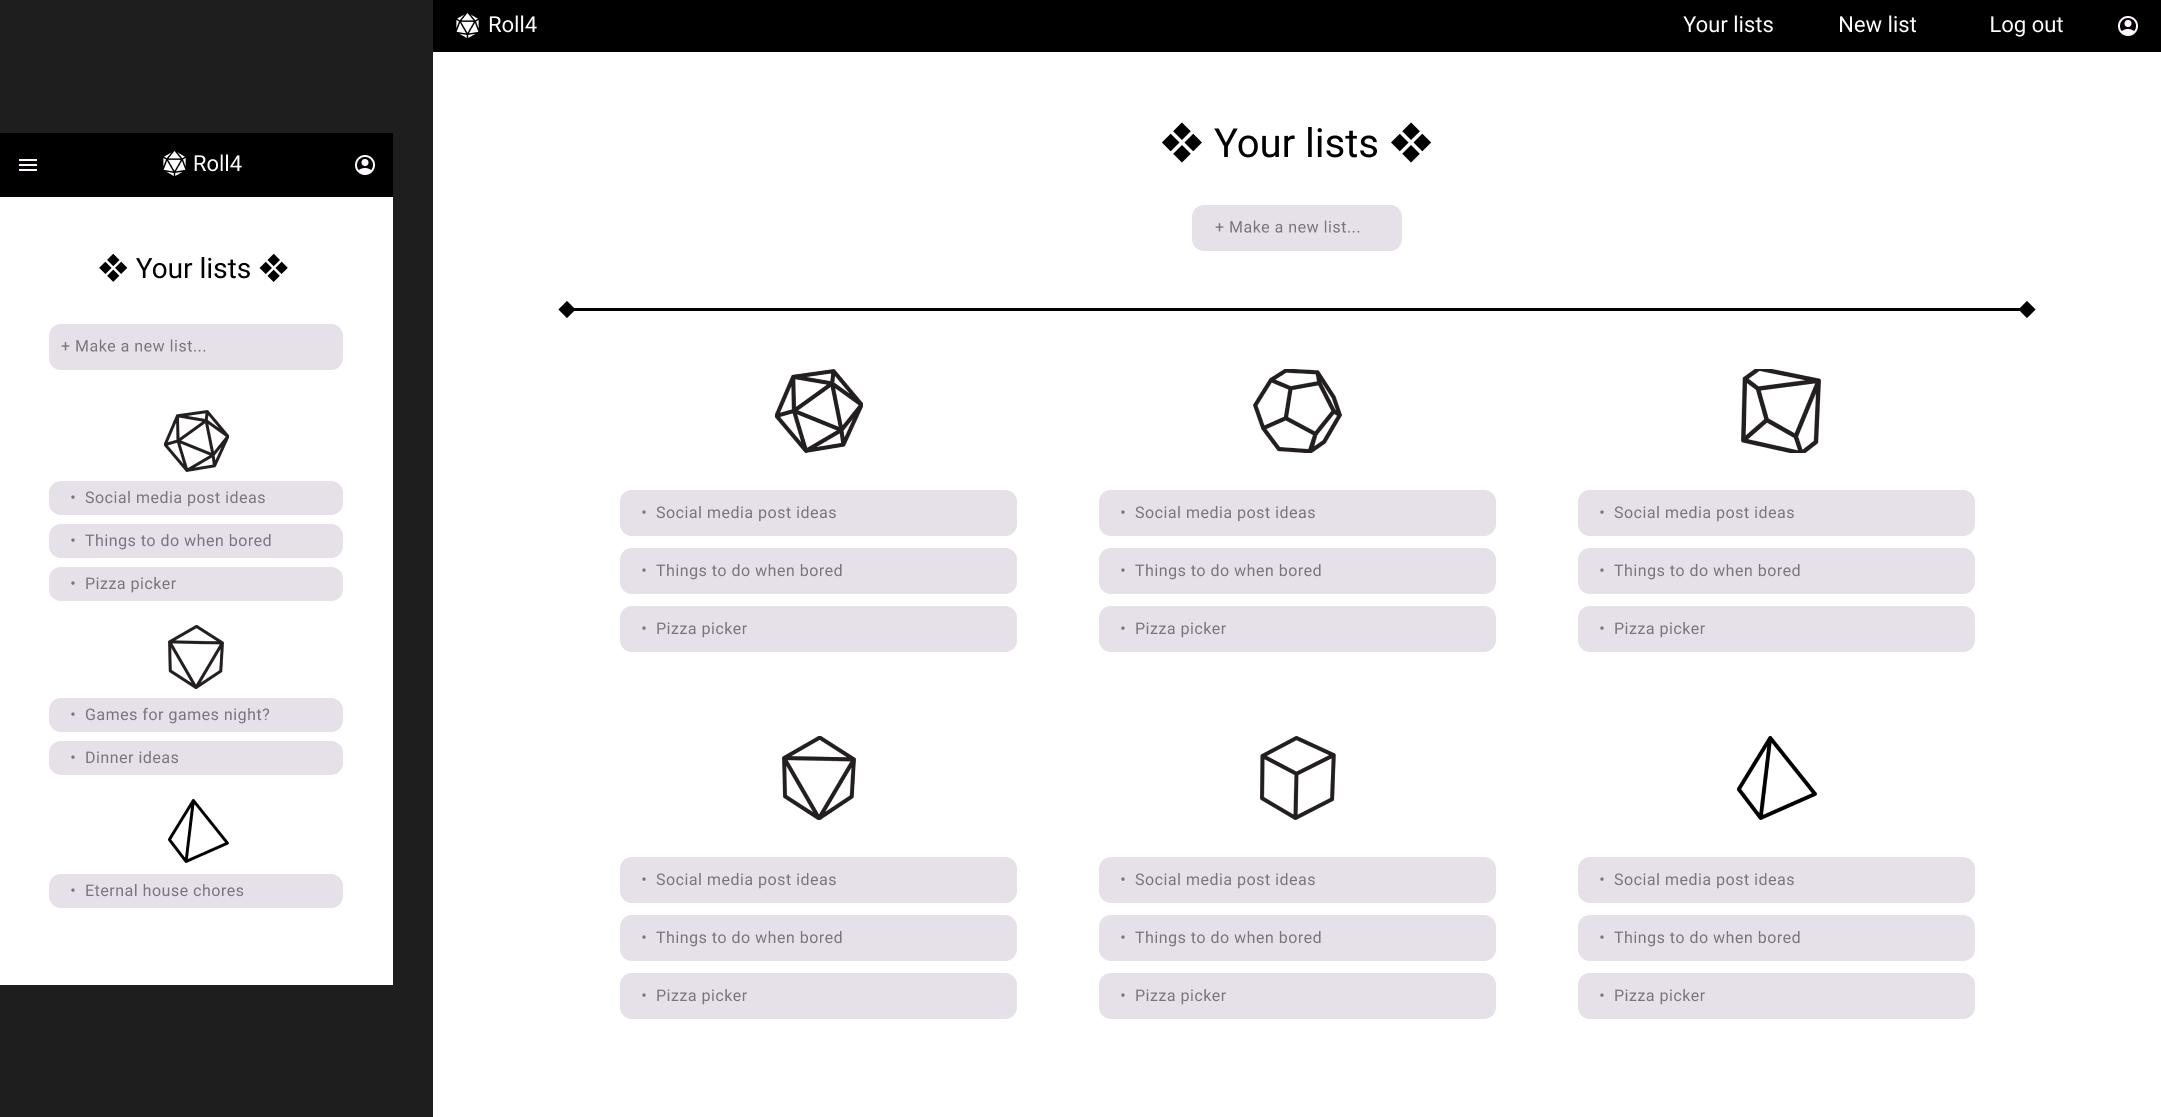 Roll4
Your lists
+ Make a new list...
• Social media post ideas
• Things to do when bored
• Pizza picker
• Games for games night?
• Dinner ideas
• Eternal house chores
Roll4 Your lists New list Log out
❖ Your lists ❖
+ Make a new list...
• Social media post ideas
• Things to do when bored
• Pizza picker
• Social media post ideas
• Things to do when bored
• Pizza picker
• Social media post ideas
• Things to do when bored
• Pizza picker
• Social media post ideas
• Things to do when bored
• Pizza picker
• Social media post ideas
• Things to do when bored
• Pizza picker
• Social media post ideas
• Things to do when bored
• Pizza picker